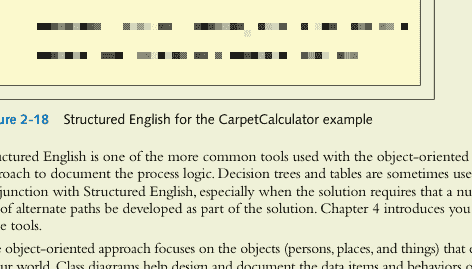 ure 2-18 Structured English for the CarpetCalculator example
uctured English is one of the more common tools used with the object-oriented
roach to document the process logic. Decision trees and tables are sometimes use
junction with Structured English, especially when the solution requires that a nu
of alternate paths be developed as part of the solution. Chapter 4 introduces you
e tools.
e object-oriented approach focuses on the objects (persons, places, and things) that c
ur world. Class diagrams help design and document the data items and behaviors o